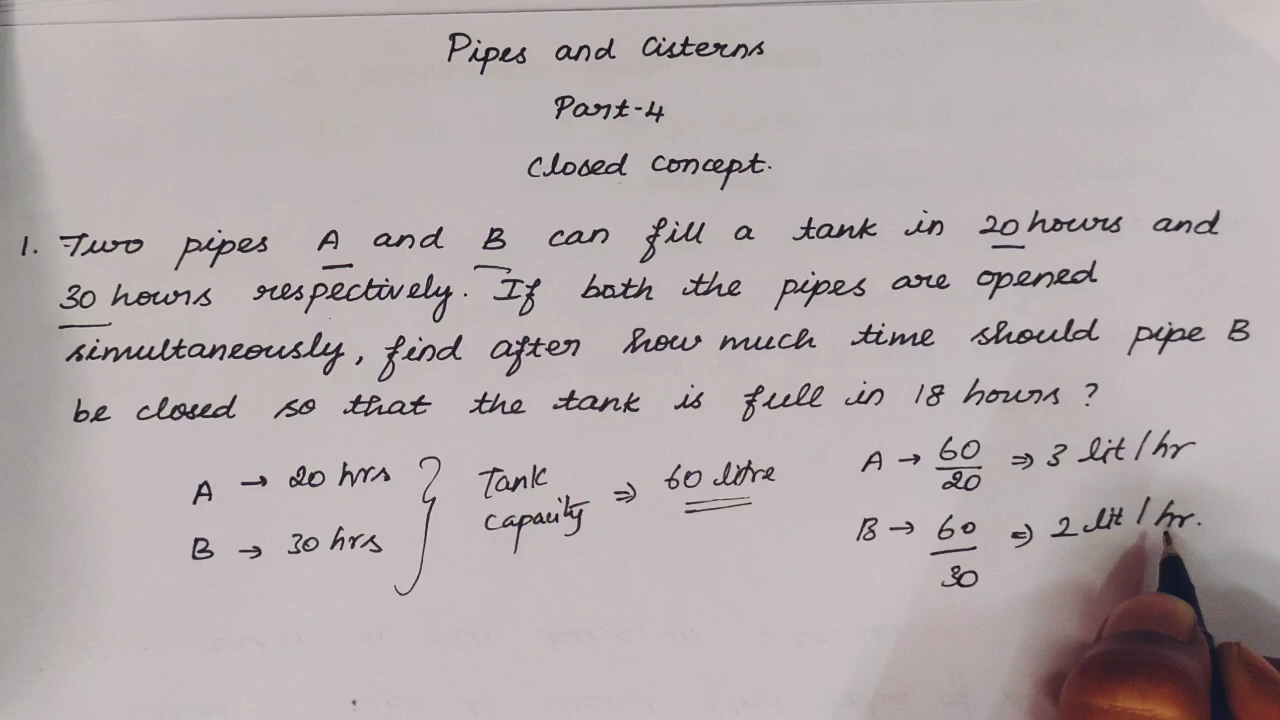 Pipes and Cisterns
Part-4
Closed Concept.
1. Two pipes A and B can fill a tank in 20 hours and
30 hours respectively. If both the pipes are opened
simultaneously, find after how much time should pipe B
be closed so that the tank is full in 18 hours?
A → 20 hrs } Tank capacity ⇒ 60 litre
B → 30 hrs
A → 60/20 ⇒ 3 lit/hr
B → 60/30 ⇒ 2 lit/hr.